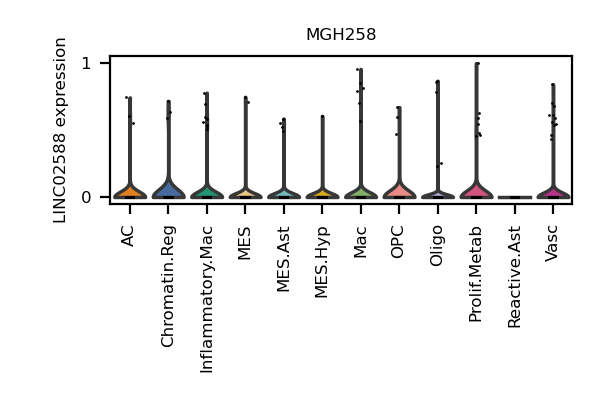 MGH258
LINC02588 expression
1
0
AC
Chromatin.Reg
Inflammatory.Mac
MES
MES.Ast
MES.Hyp
Mac
OPC
Oligo
Prolif.Metab
Reactive.Ast
Vasc